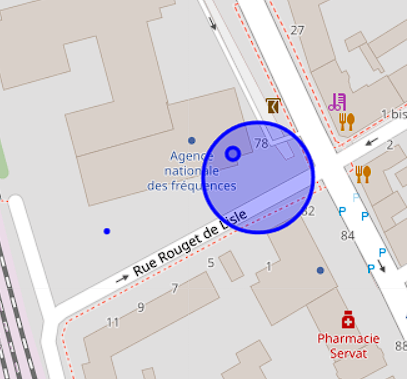 27
1 bis
2
78
Agence
nationale
des fréquences
82
P
P
P
84
P
P
Rue Rouget de Lisle
5
1
7
9
11
Pharmacie
Servat
88